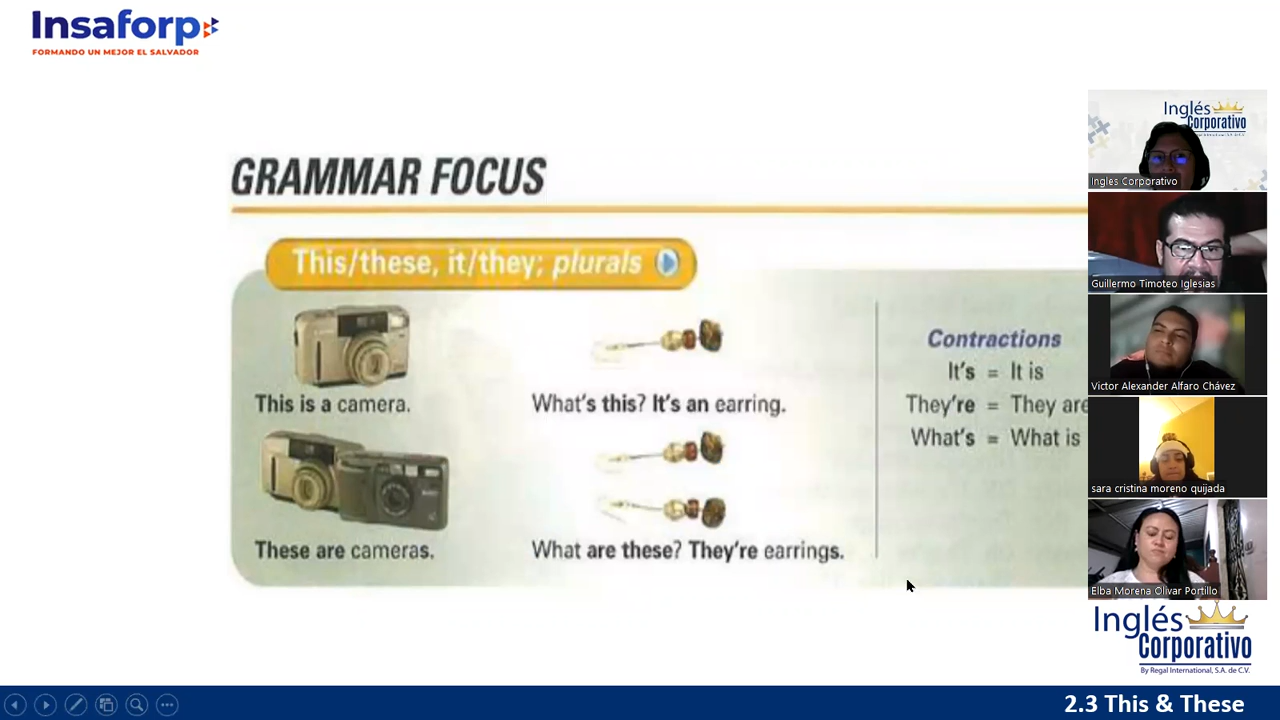 Insaforp
FORMANDO UN MEJOR EL SALVADOR
GRAMMAR FOCUS
This/these, it/they; plurals
This is a camera.
What's this? It's an earring.
These are cameras.
What are these? They're earrings.
Contractions
It's = It is
They're = They are
What's = What is
Inglés
Corporativo
Ingles Corporativo
Guillermo Timoteo Iglesias
Victor Alexander Alfaro Chávez
sara cristina moreno quijada
Elba Morena Olivar Portillo
Inglés
Corporativo
By Regal International, S.A. de C.V.
2.3 This & These